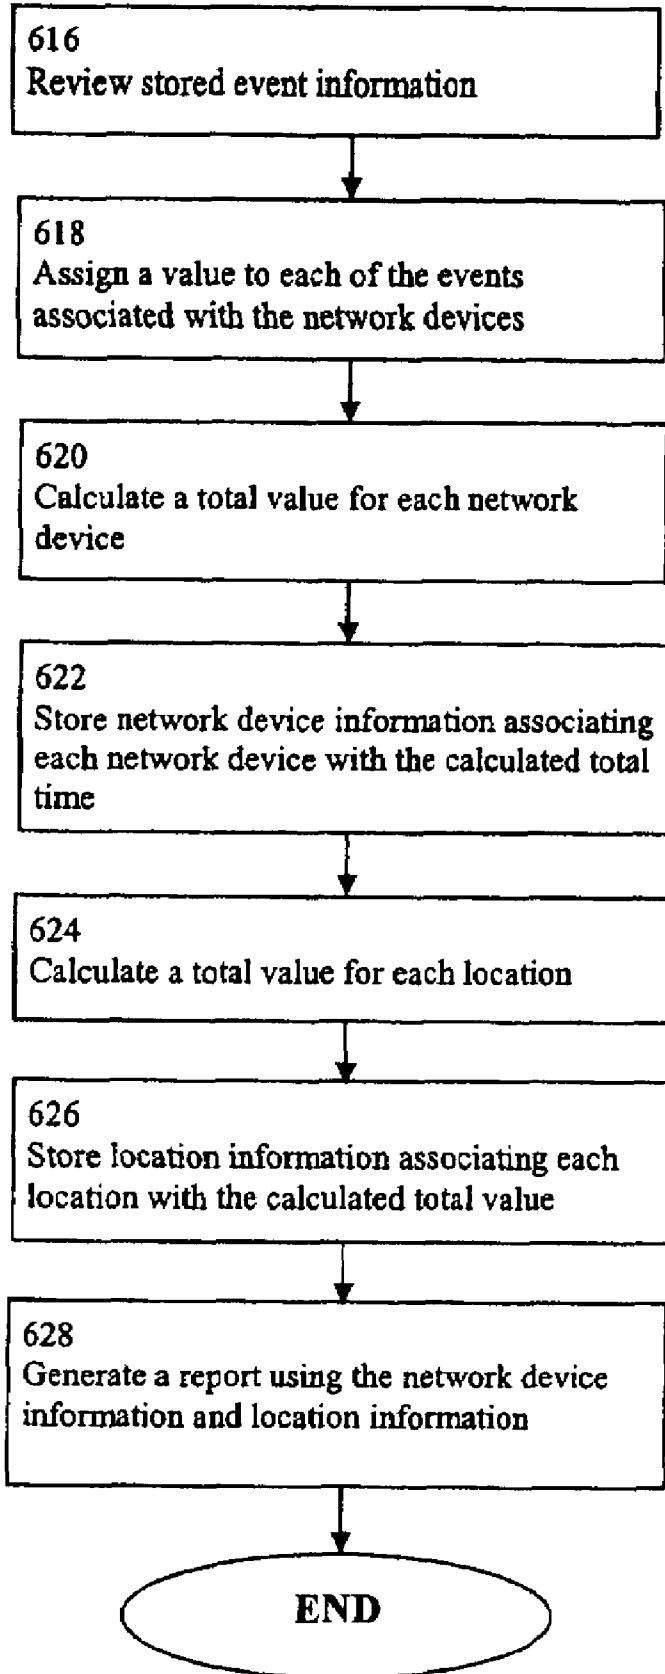 616
Review stored event information
618
Assign a value to each of the events
associated with the network devices
620
Calculate a total value for each network
device
622
Store network device information associating
each network device with the calculated total
time
624
Calculate a total value for each location
626
Store location information associating each
location with the calculated total value
628
Generate a report using the network device
information and location information
END